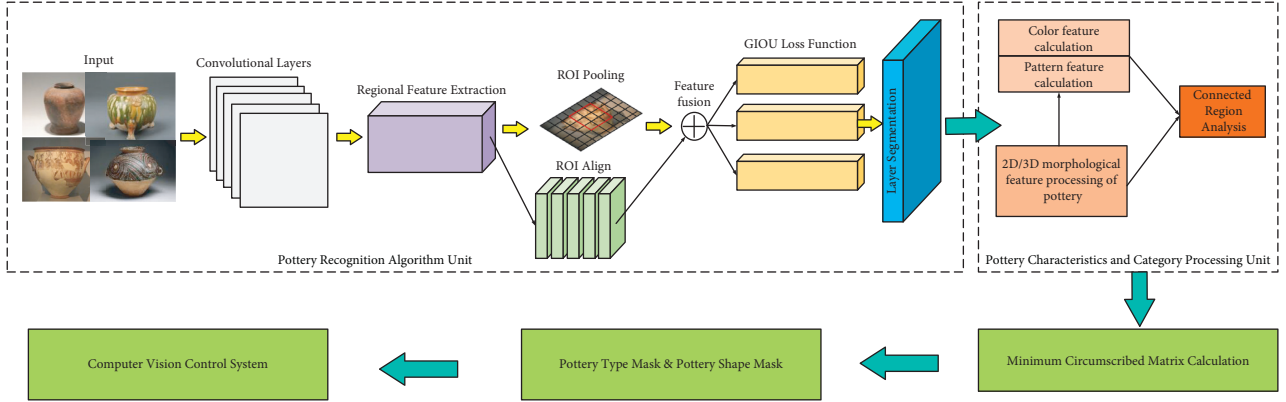 Input
Convolutional Layers
Regional Feature Extraction
ROI Pooling
ROI Align
Feature
fusion
GIOU Loss Function
Layer Segmentation
Pottery Recognition Algorithm Unit
Color feature
calculation
Pattern feature
calculation
2D/3D morphological
feature processing of
pottery
Connected
Region
Analysis
Pottery Characteristics and Category Processing Unit
Computer Vision Control System
Pottery Type Mask & Pottery Shape Mask
Minimum Circumscribed Matrix Calculation